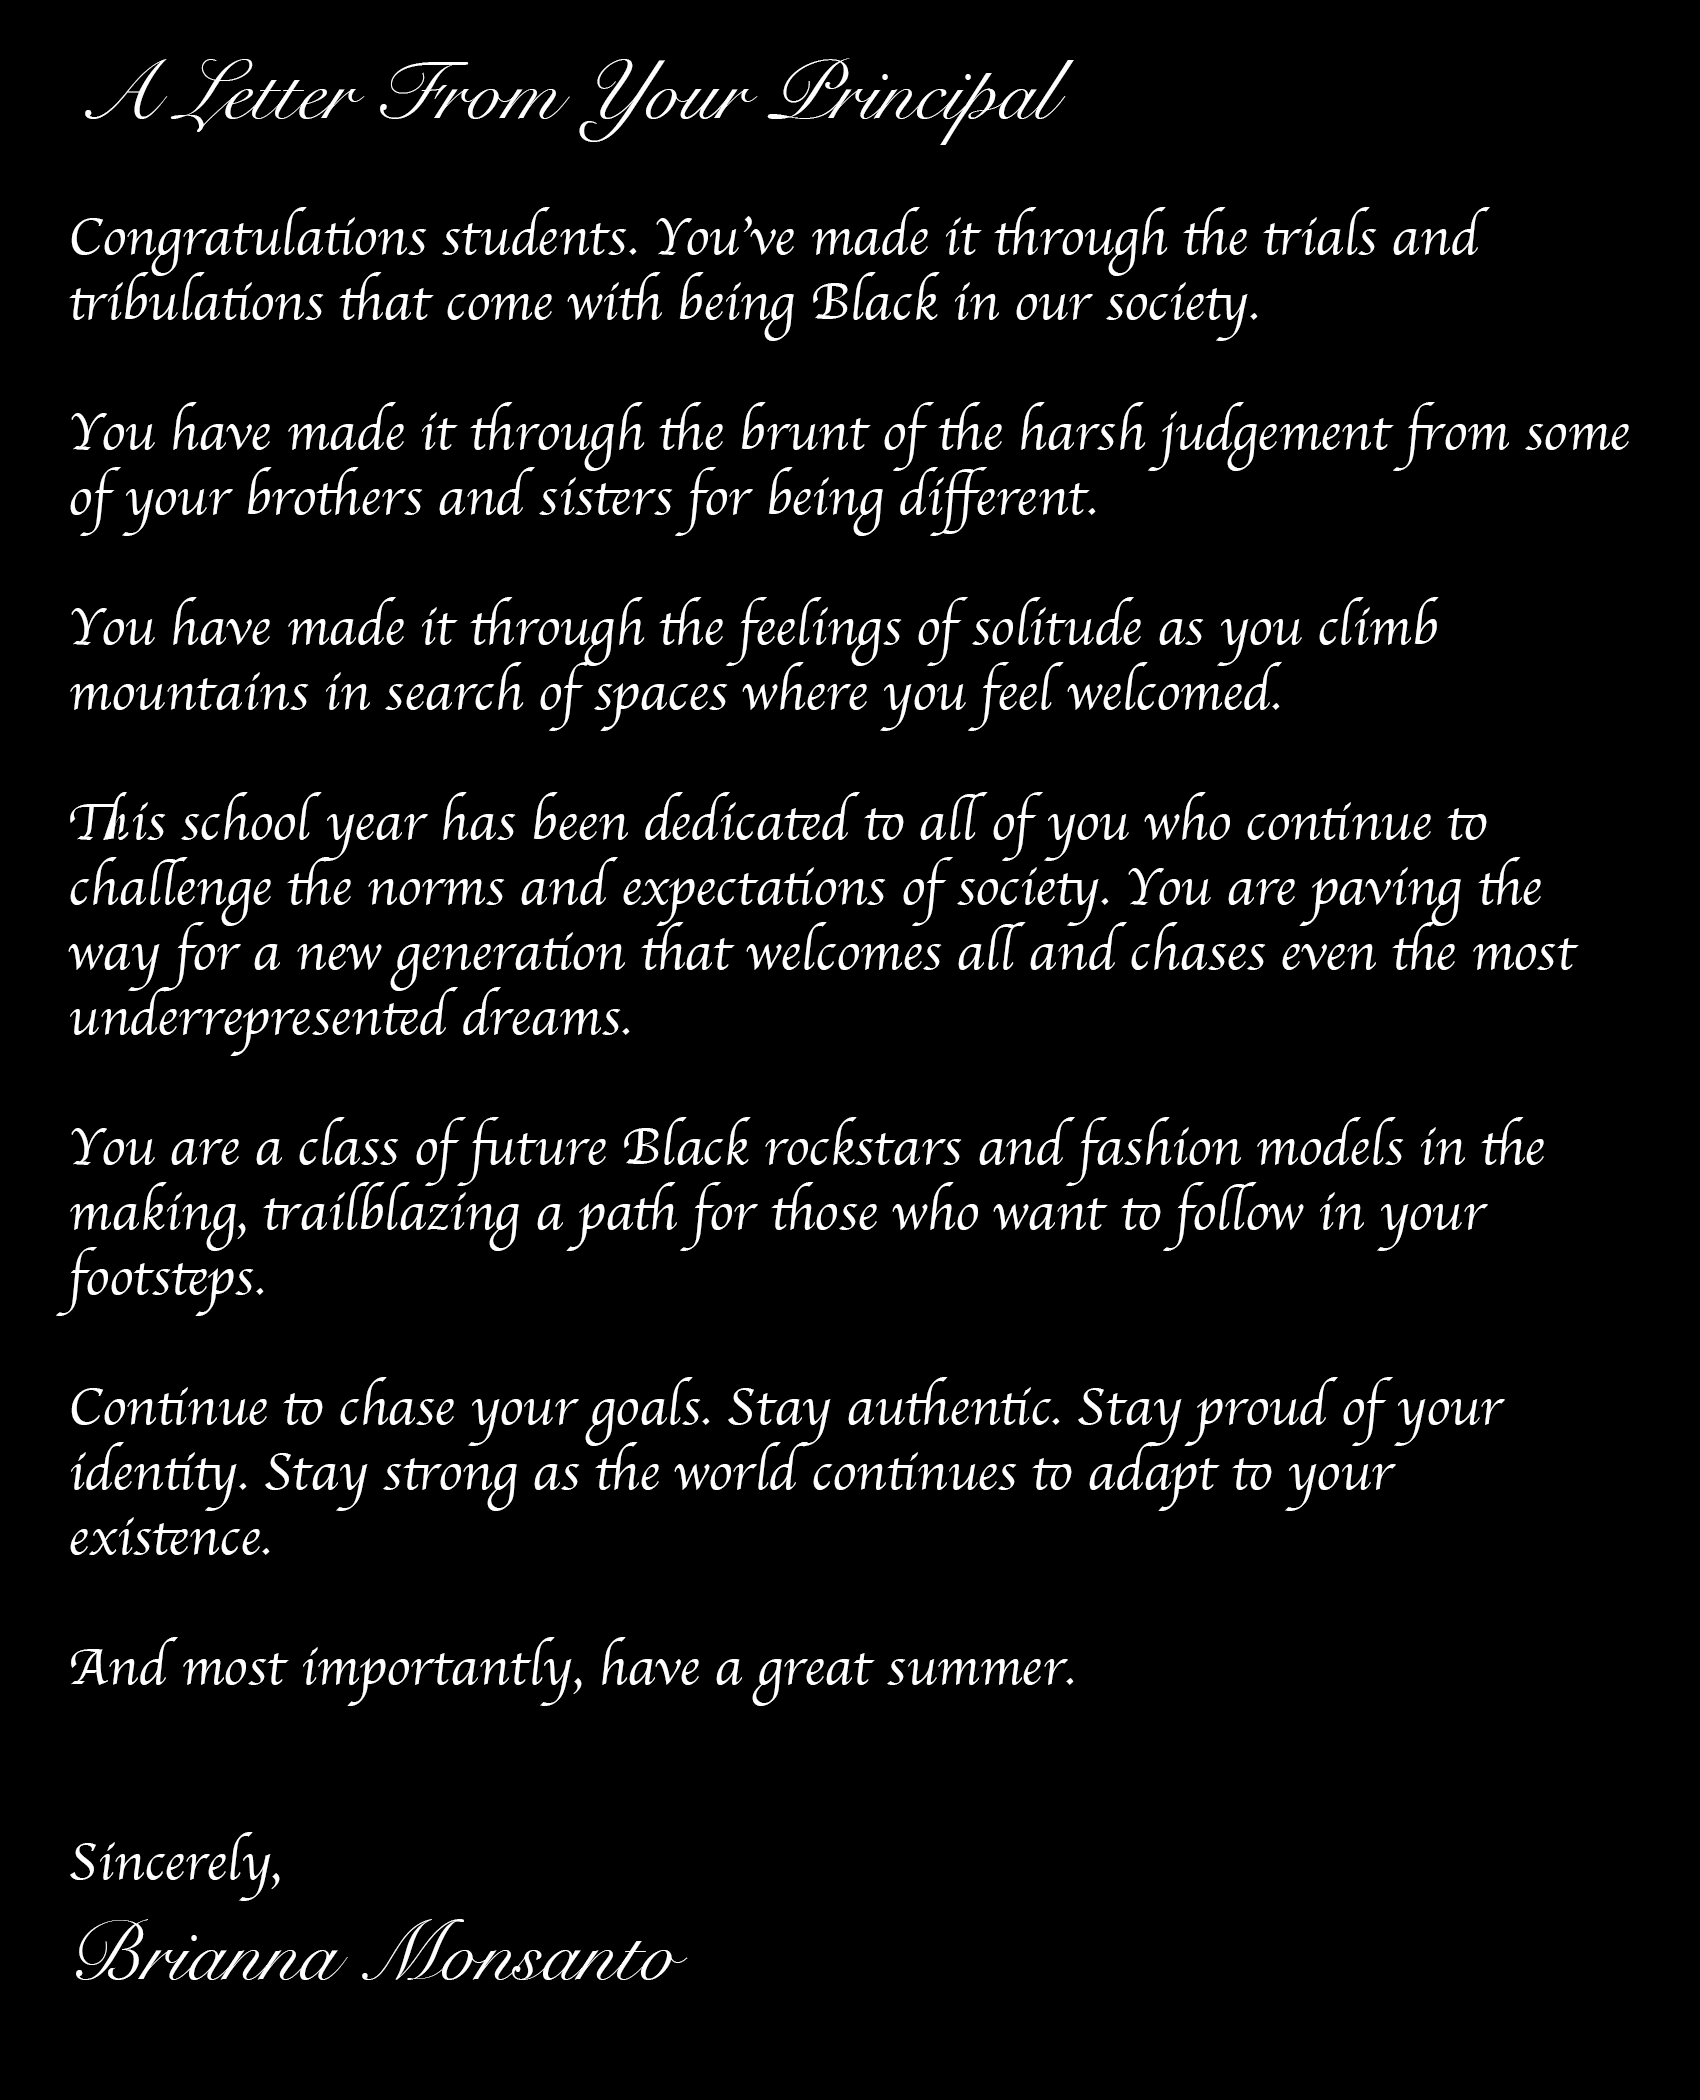 A Letter From Your Principal
Congratulations students. You've made it through the trials and
tribulations that come with being Black in our society.
You have made it through the brunt of the harsh judgement from some
of your brothers and sisters for being different.
You have made it through the feelings of solitude as you climb
mountains in search of spaces where you feel welcomed.
This school year has been dedicated to all of you who continue to
challenge the norms and expectations of society. You are paving the
way for a new generation that welcomes all and chases even the most
underrepresented dreams.
You are a class of future Black rockstars and fashion models in the
making, trailblazing a path for those who want to follow in your
footsteps.
Continue to chase your goals. Stay authentic. Stay proud of your
identity. Stay strong as the world continues to adapt to your
existence.
And most importantly, have a great summer.
Sincerely,
Brianna Monsanto